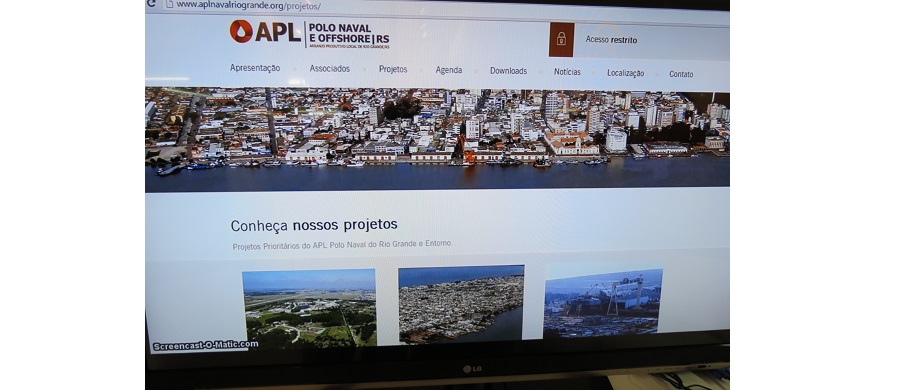 www.aplnavalriogrande.org/projetos/
APL POLO NAVAL
E OFFSHORE|RS
ARRANJO PRODUTIVO LOCAL DE RIO GRANDE/RS
Acesso restrito
Apresentação Associados Projetos Agenda Downloads Notícias Localização Contato
Conheça nossos projetos
Projetos Prioritários do APL Polo Naval do Rio Grande e Entorno.
Screencast-O-Matic.com
LG